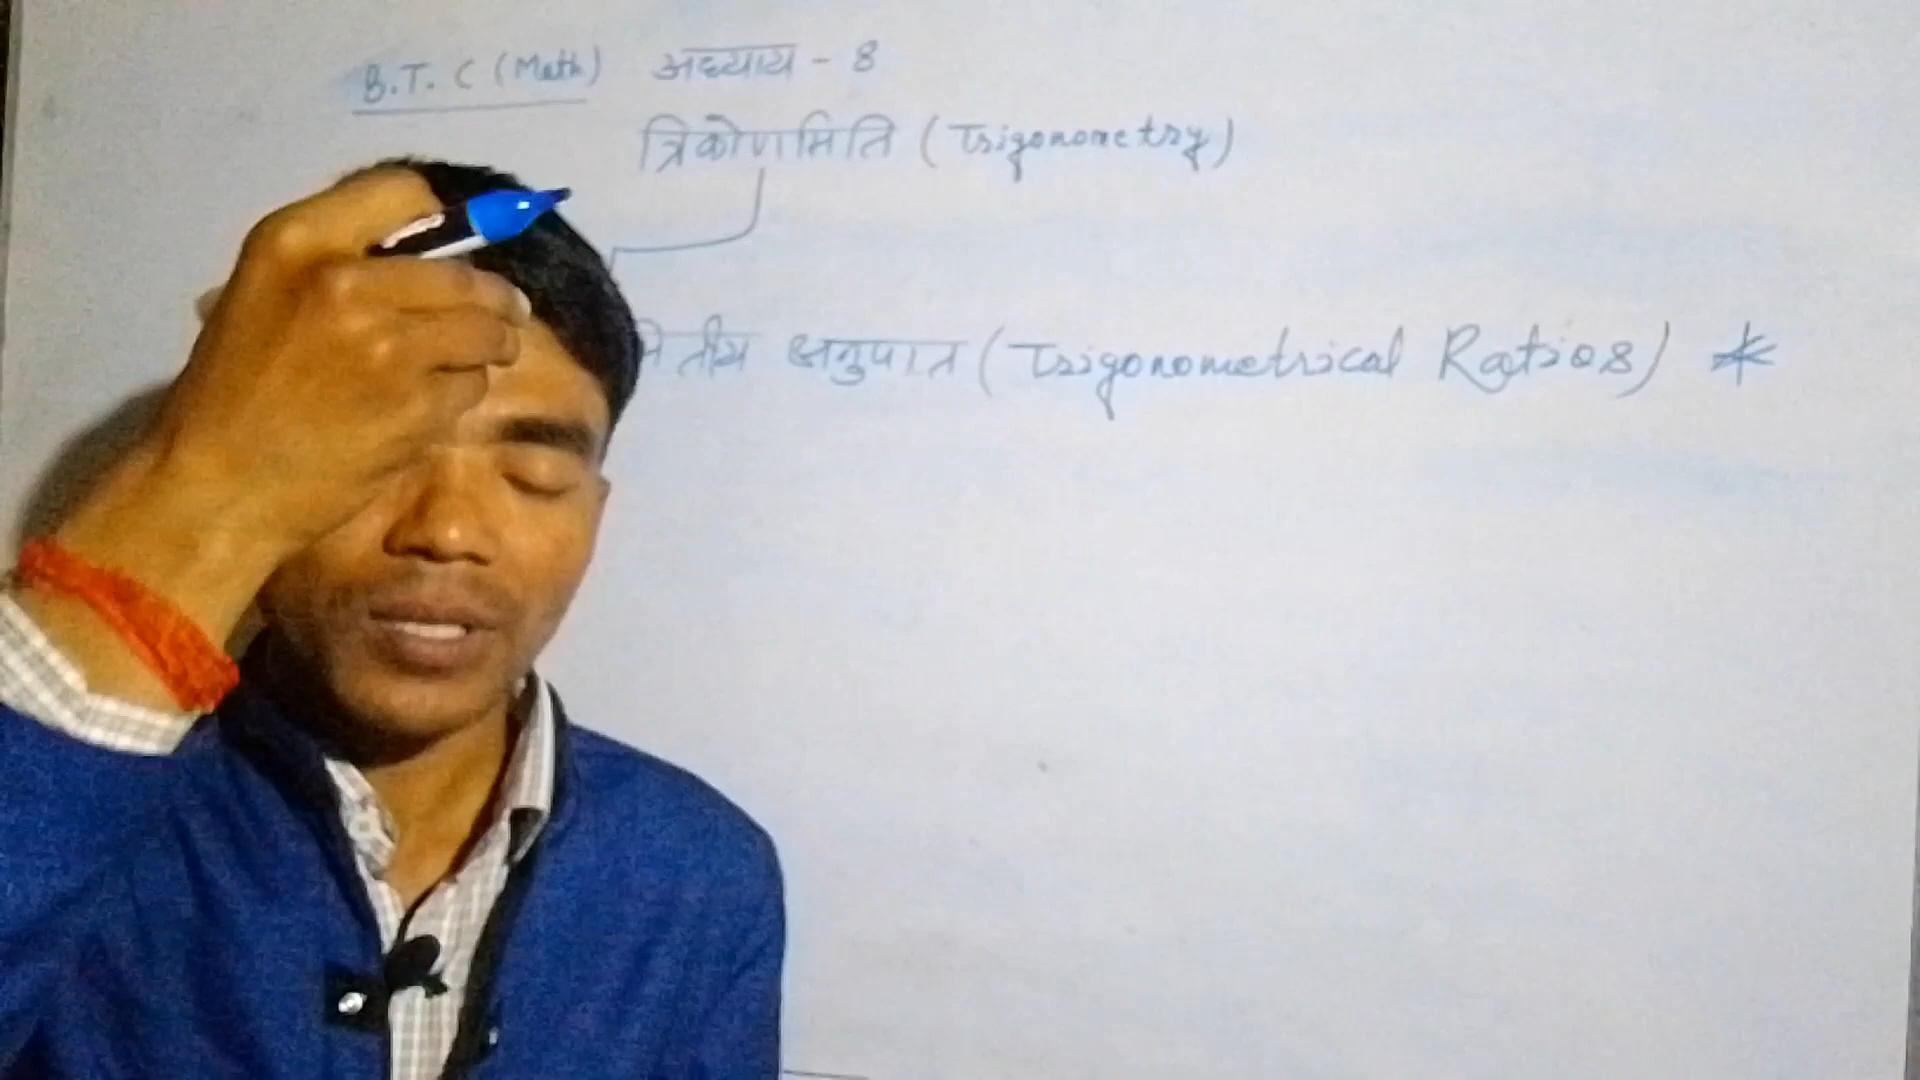 B.T.C (Math) अध्याय - 8
त्रिकोणमिति (Trigonometry)
अनुपात (Trigonometrical Ratios) *